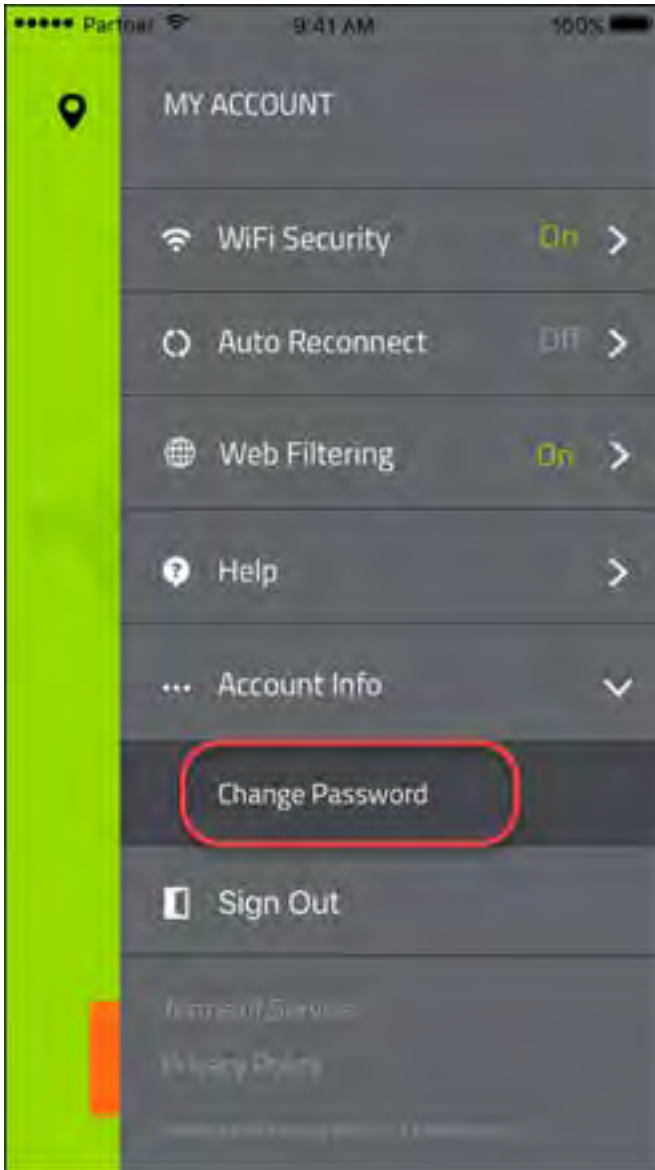 Partner 9:41 AM 100%
MY ACCOUNT
WiFi Security On
Auto Reconnect Off
Web Filtering On
Help
Account Info
Change Password
Sign Out
Terms of Service
Privacy Policy